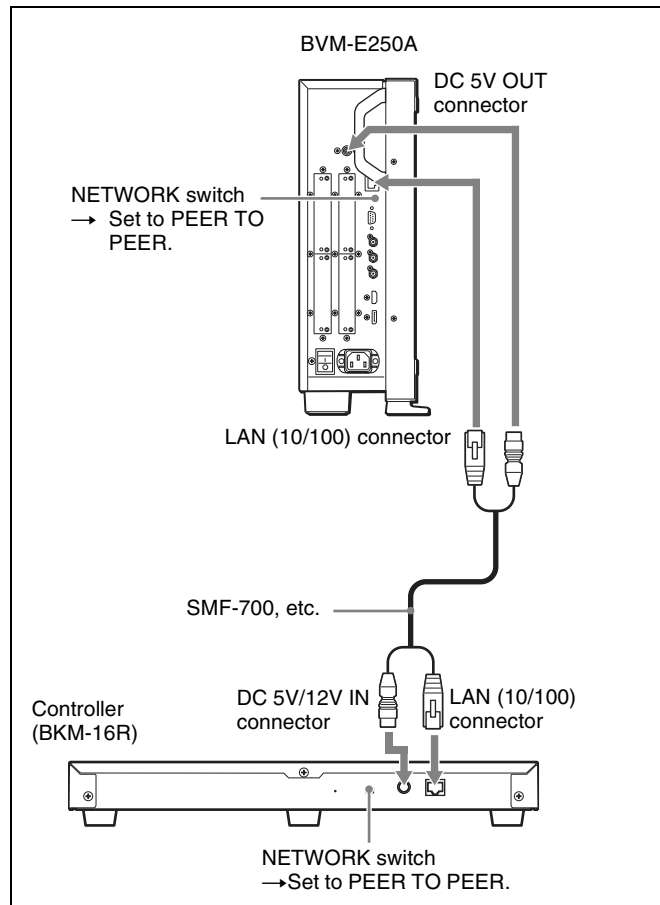 BVM-E250A
DC 5V OUT
connector
NETWORK switch
→ Set to PEER TO
PEER.
LAN (10/100) connector
SMF-700, etc.
DC 5V/12V IN
connector
LAN (10/100)
connector
Controller
(BKM-16R)
NETWORK switch
→Set to PEER TO PEER.